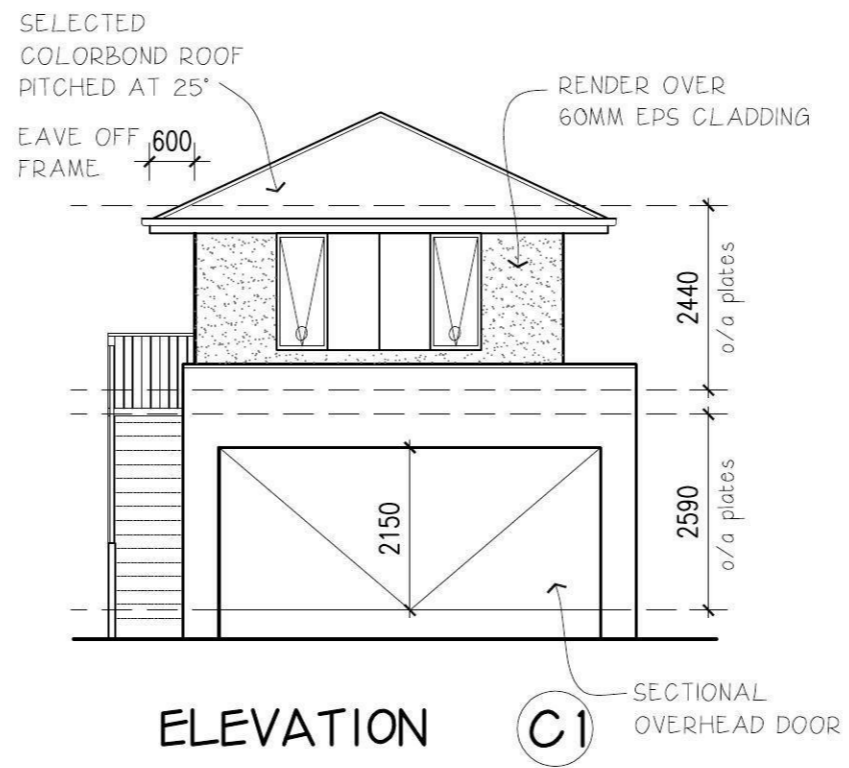 SELECTED
COLORBOND ROOF
PITCHED AT 25°
EAVE OFF
FRAME
600
RENDER OVER
60MM EPS CLADDING
2440
o/a plates
2150
2590
o/a plates
SECTIONAL
OVERHEAD DOOR
ELEVATION
C1